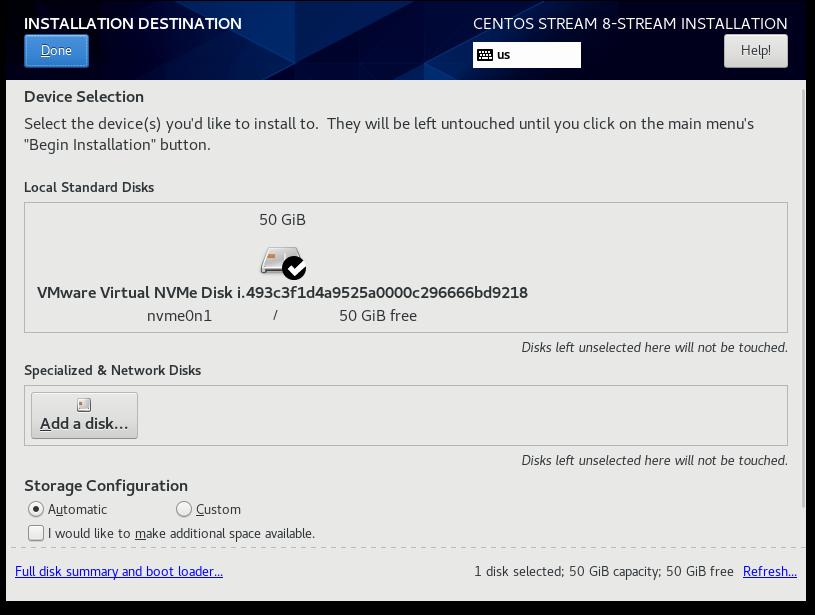 INSTALLATION DESTINATION
CENTOS STREAM 8-STREAM INSTALLATION
Done
us
Help!
Device Selection
Select the device(s) you'd like to install to.  They will be left untouched until you click on the main menu's
"Begin Installation" button.
Local Standard Disks
50 GiB
VMware Virtual NVMe Disk i.493c3f1d4a9525a0000c296666bd9218
nvme0n1 / 50 GiB free
Disks left unselected here will not be touched.
Specialized & Network Disks
Add a disk...
Disks left unselected here will not be touched.
Storage Configuration
Automatic Custom
I would like to make additional space available.
Full disk summary and boot loader... 1 disk selected; 50 GiB capacity; 50 GiB free Refresh...